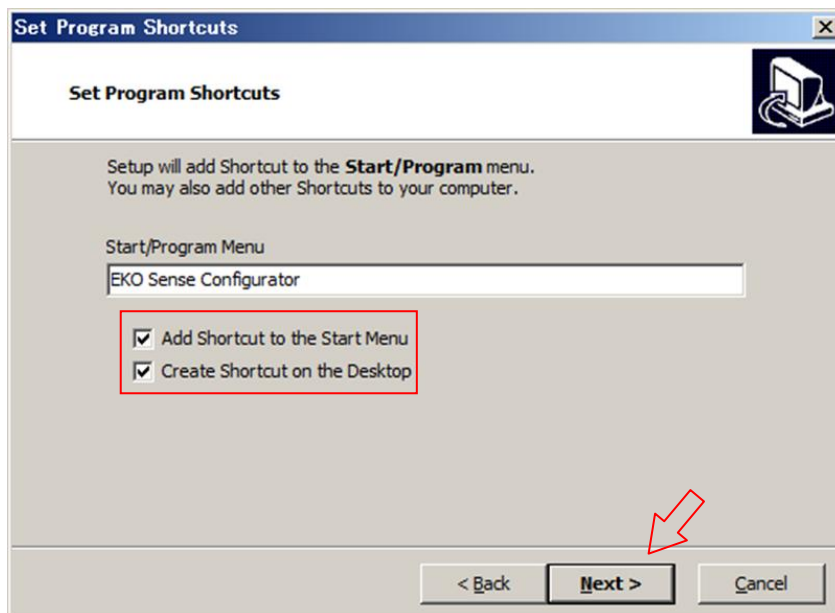 Set Program Shortcuts
Set Program Shortcuts
Setup will add Shortcut to the Start/Program menu.
You may also add other Shortcuts to your computer.
Start/Program Menu
EKO Sense Configurator
Add Shortcut to the Start Menu
Create Shortcut on the Desktop
< Back
Next >
Cancel